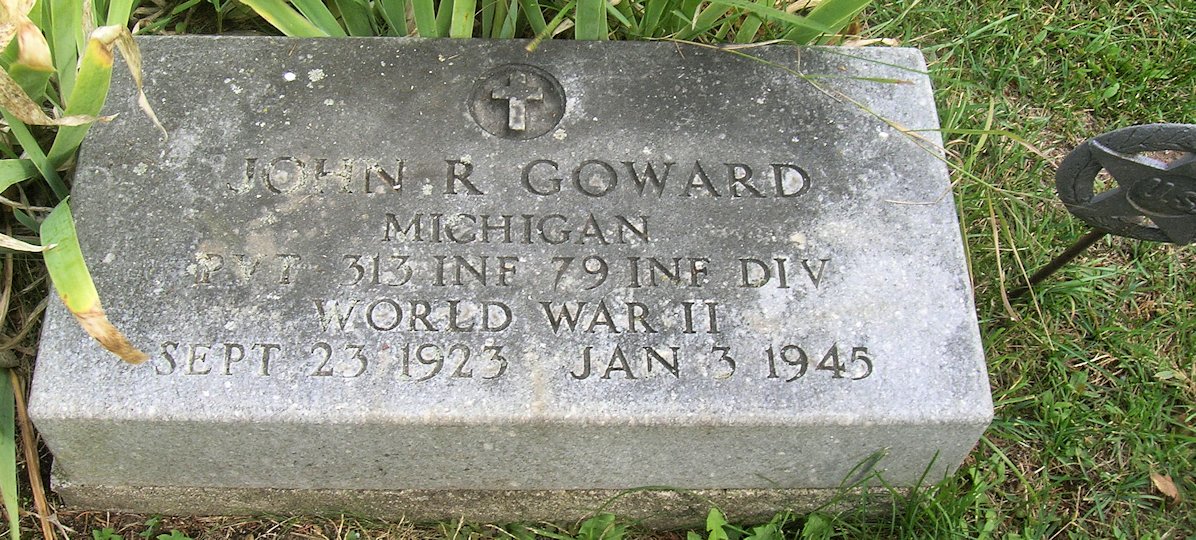 JOHN R GOWARD
MICHIGAN
PVT 313 INF 79 INF DIV
WORLD WAR II
SEPT 23 1923 JAN 3 1945